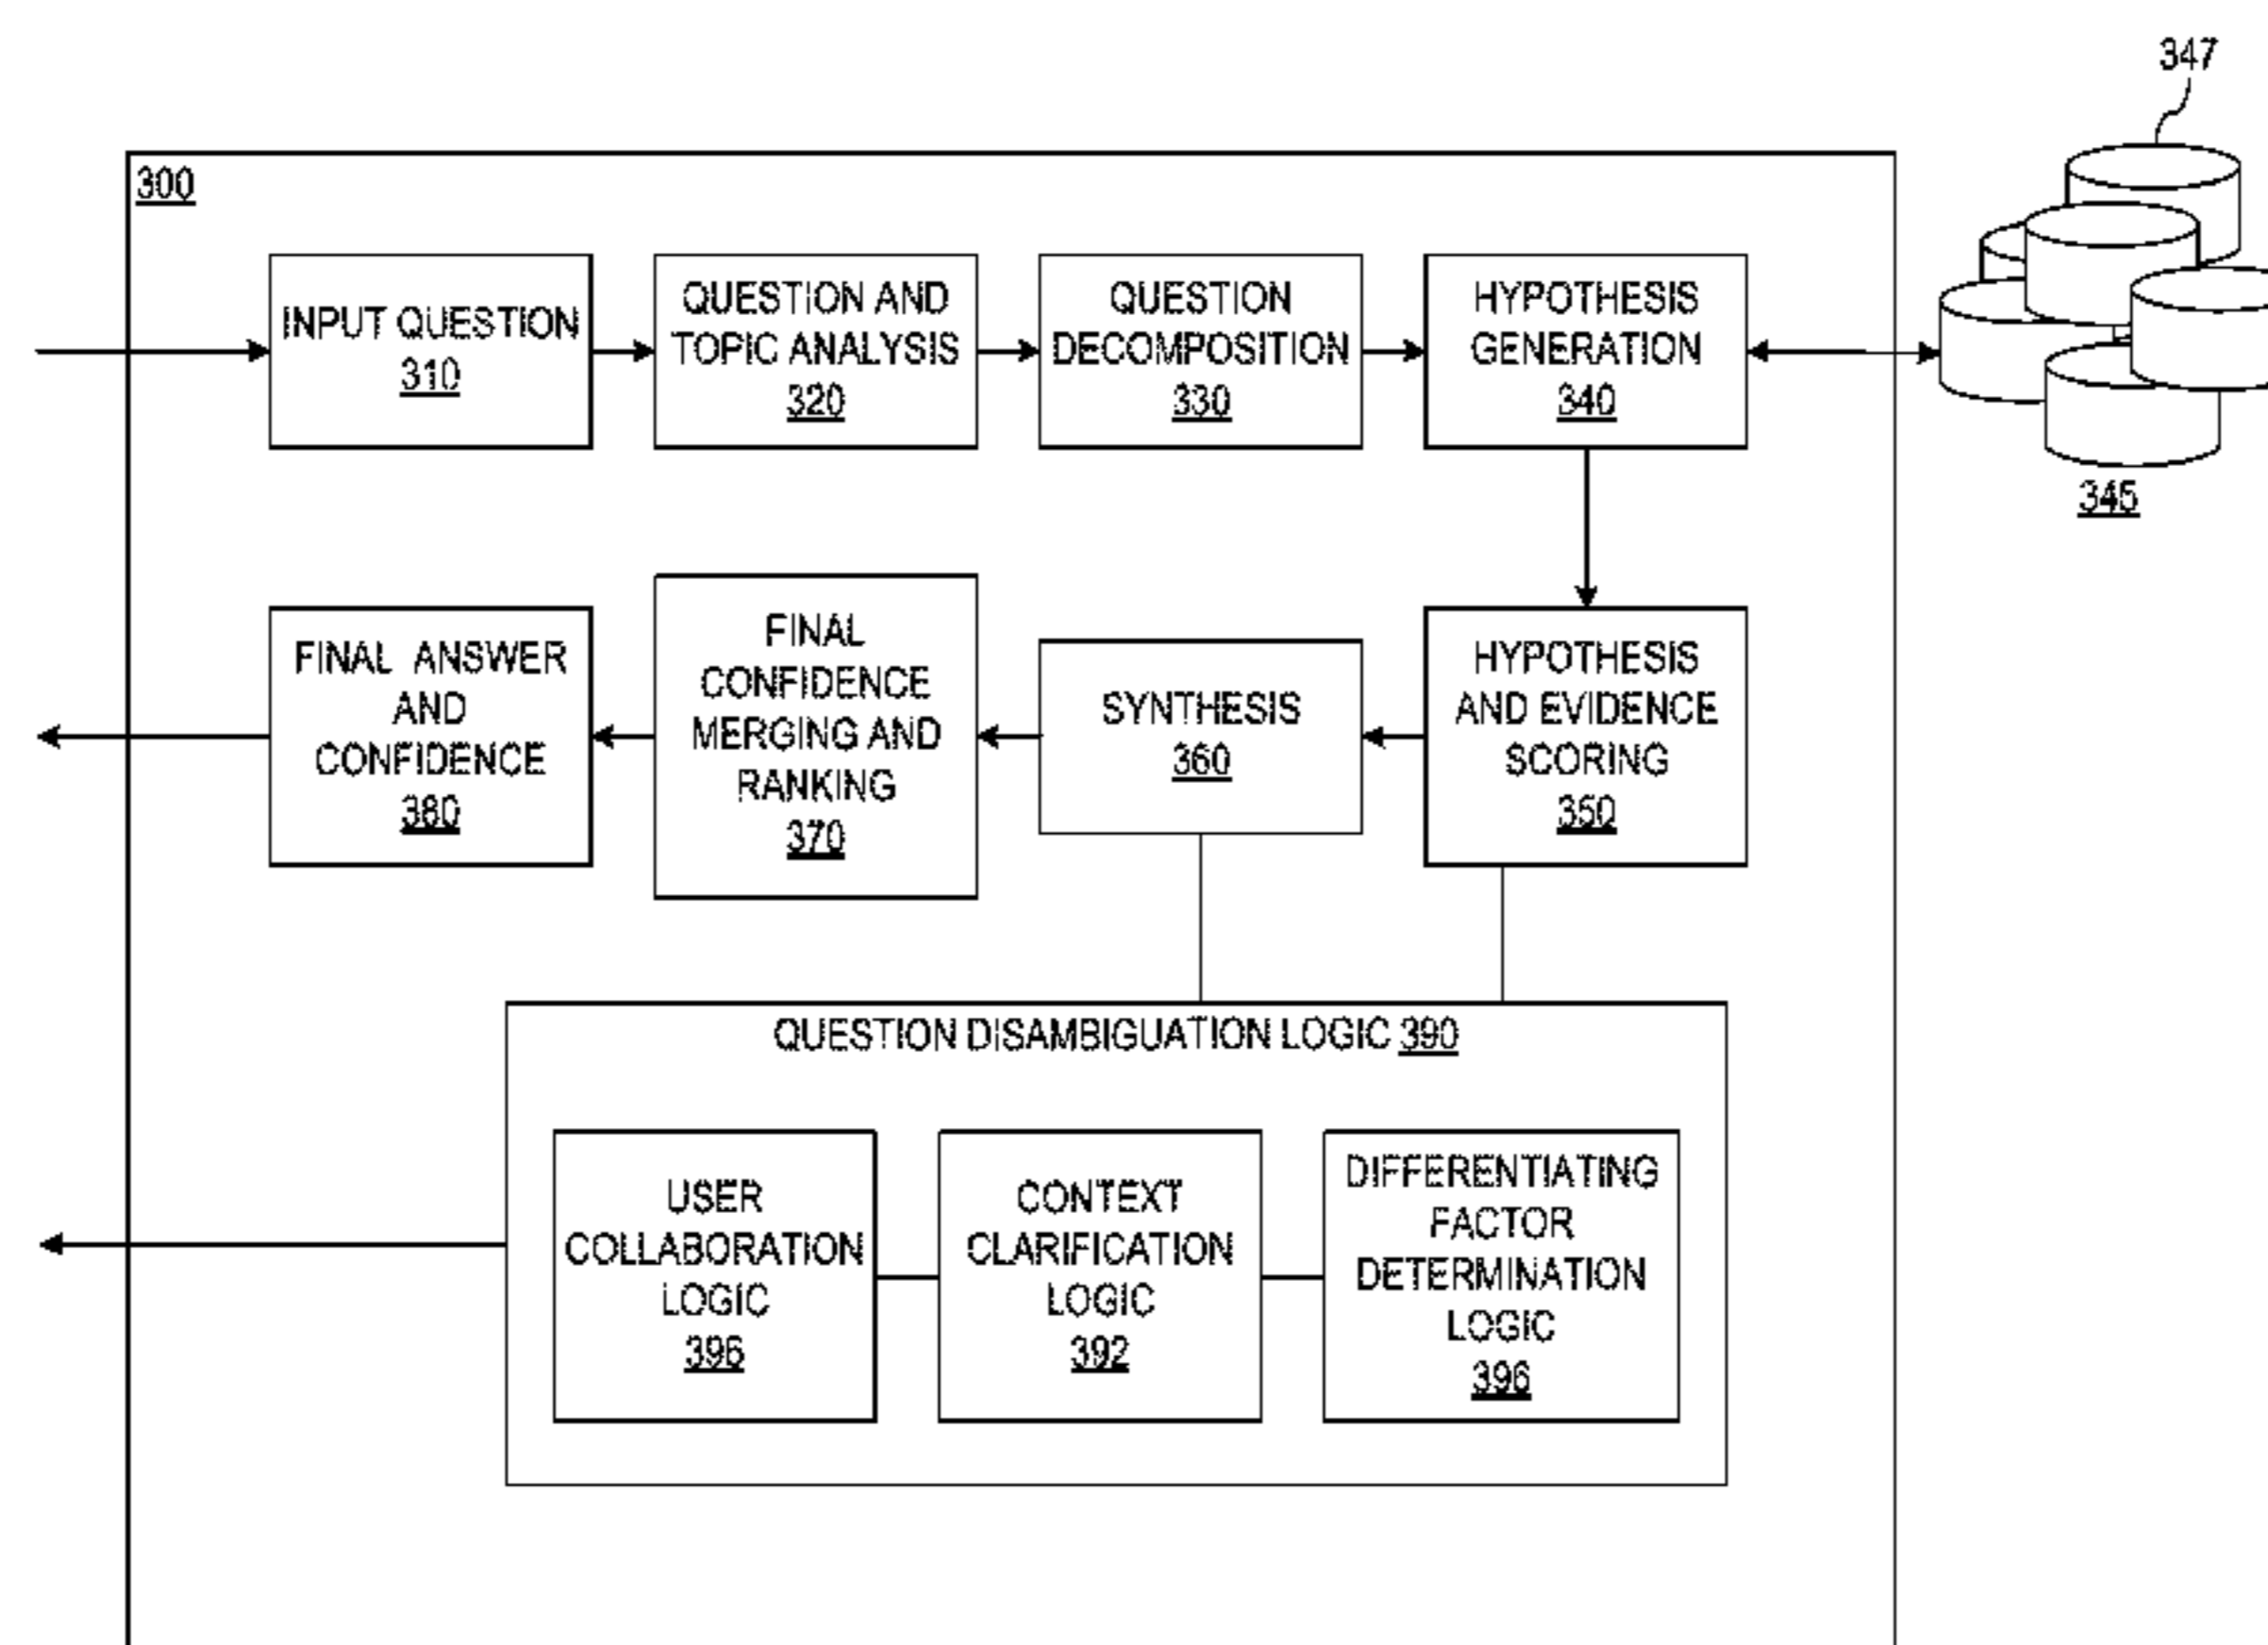 347
300
INPUT QUESTION
310
QUESTION AND
TOPIC ANALYSIS
320
QUESTION
DECOMPOSITION
330
HYPOTHESIS
GENERATION
340
345
FINAL ANSWER
AND
CONFIDENCE
380
FINAL
CONFIDENCE
MERGING AND
RANKING
370
SYNTHESIS
360
HYPOTHESIS
AND EVIDENCE
SCORING
350
QUESTION DISAMBIGUATION LOGIC 390
USER
COLLABORATION
LOGIC
396
CONTEXT
CLARIFICATION
LOGIC
392
DIFFERENTIATING
FACTOR
DETERMINATION
LOGIC
396